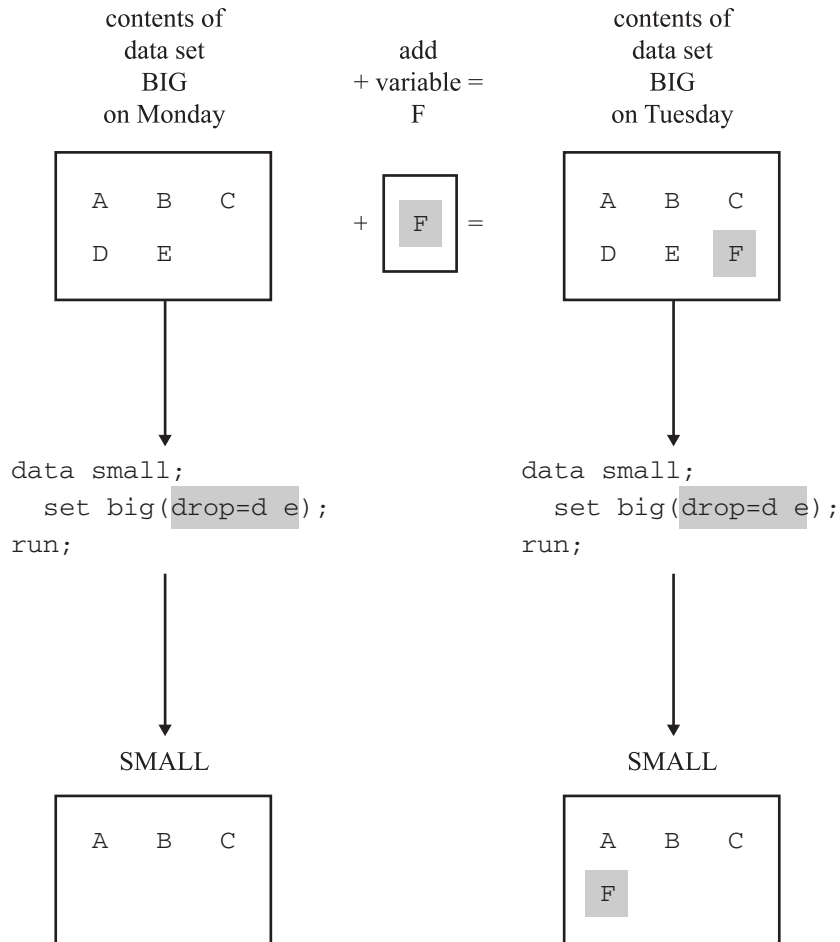 contents of
data set
BIG
on Monday
add
+ variable =
F
contents of
data set
BIG
on Tuesday
A B C
D E
+ F =
A B C
D E F
data small;
set big(drop=d e);
run;
data small;
set big(drop=d e);
run;
SMALL
A B C
SMALL
A B C
F